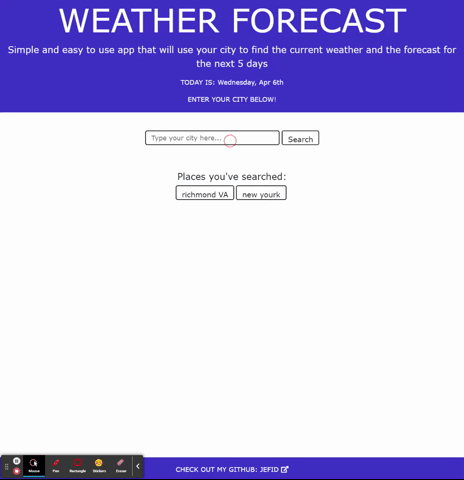 WEATHER FORECAST
Simple and easy to use app that will use your city to find the current weather and the forecast for
the next 5 days
TODAY IS: Wednesday, Apr 6th
ENTER YOUR CITY BELOW!
Type your city here... Search
Places you've searched:
richmond VA new yourk
Mouse Pen Rectangle Stickers Eraser
CHECK OUT MY GITHUB: JEFID